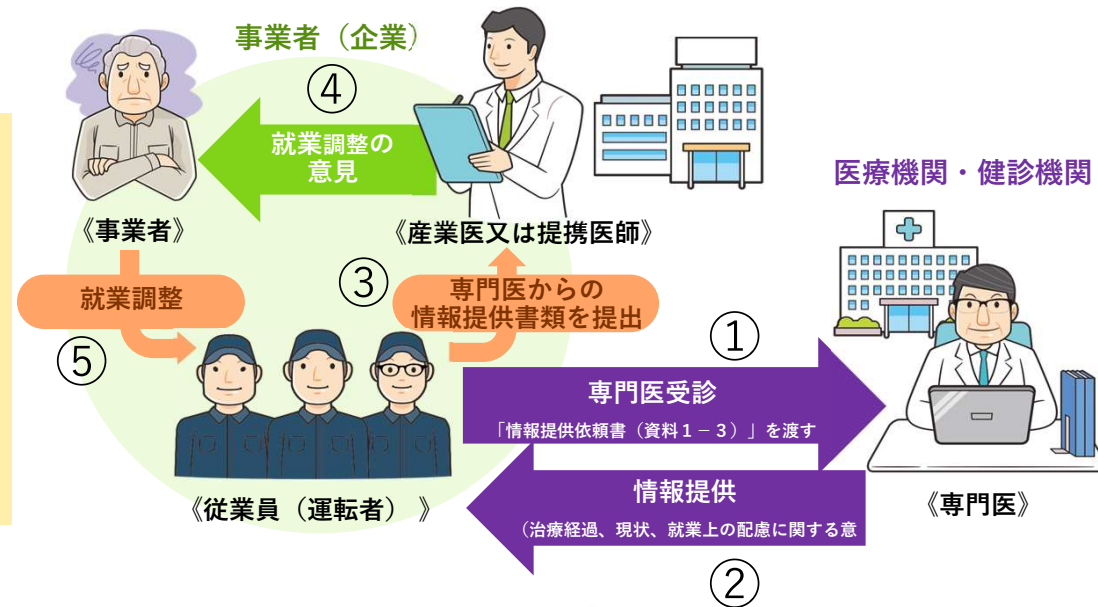 事業者（企業）
④
就業調整の
意見
医療機関・健診機関
《事業者》
《産業医又は提携医師》
③
専門医からの
情報提供書類を提出
就業調整
⑤
①
専門医受診
「情報提供依頼書（資料１－３）」を渡す
情報提供
（治療経過、現状、就業上の配慮に関する意
②
《従業員（運転者） 》
《専門医》